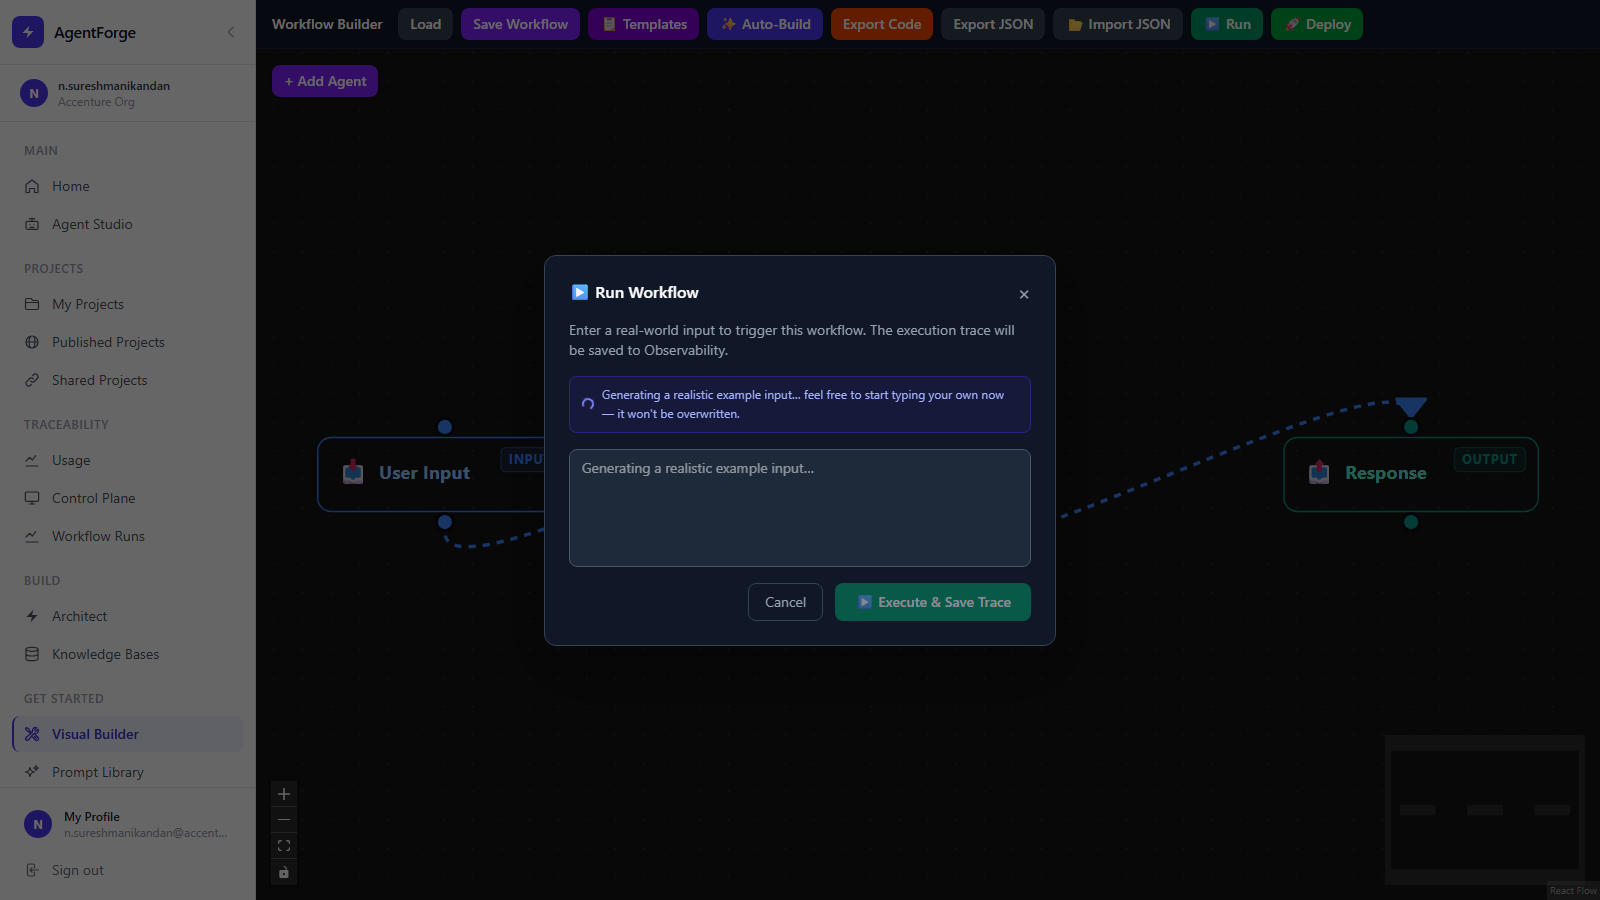 AgentForge
n.sureshmanikandan
Accenture Org
MAIN
Home
Agent Studio
PROJECTS
My Projects
Published Projects
Shared Projects
TRACEABILITY
Usage
Control Plane
Workflow Runs
BUILD
Architect
Knowledge Bases
GET STARTED
Visual Builder
Prompt Library
N
My Profile
n.sureshmanikandan@accent...
Sign out
Workflow Builder
Load
Save Workflow
Templates
Auto-Build
Export Code
Export JSON
Import JSON
Run
Deploy
+ Add Agent
User Input
INPU
Response
OUTPUT
Run Workflow
×
Enter a real-world input to trigger this workflow. The execution trace will
be saved to Observability.
Generating a realistic example input... feel free to start typing your own now
— it won't be overwritten.
Generating a realistic example input...
Cancel
Execute & Save Trace
React Flow